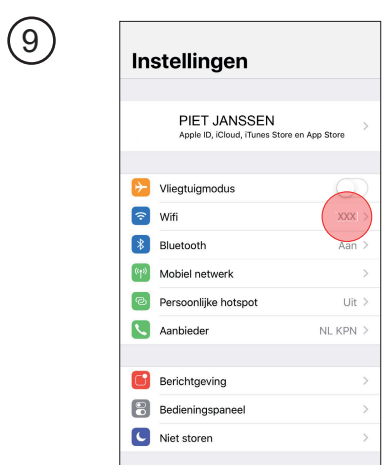 9
Instellingen
PIET JANSSEN
Apple ID, iCloud, iTunes Store en App Store
Vliegtuigmodus
Wifi XXX
Bluetooth Aan
Mobiel netwerk
Persoonlijke hotspot Uit
Aanbieder NL KPN
Berichtgeving
Bedieningspaneel
Niet storen